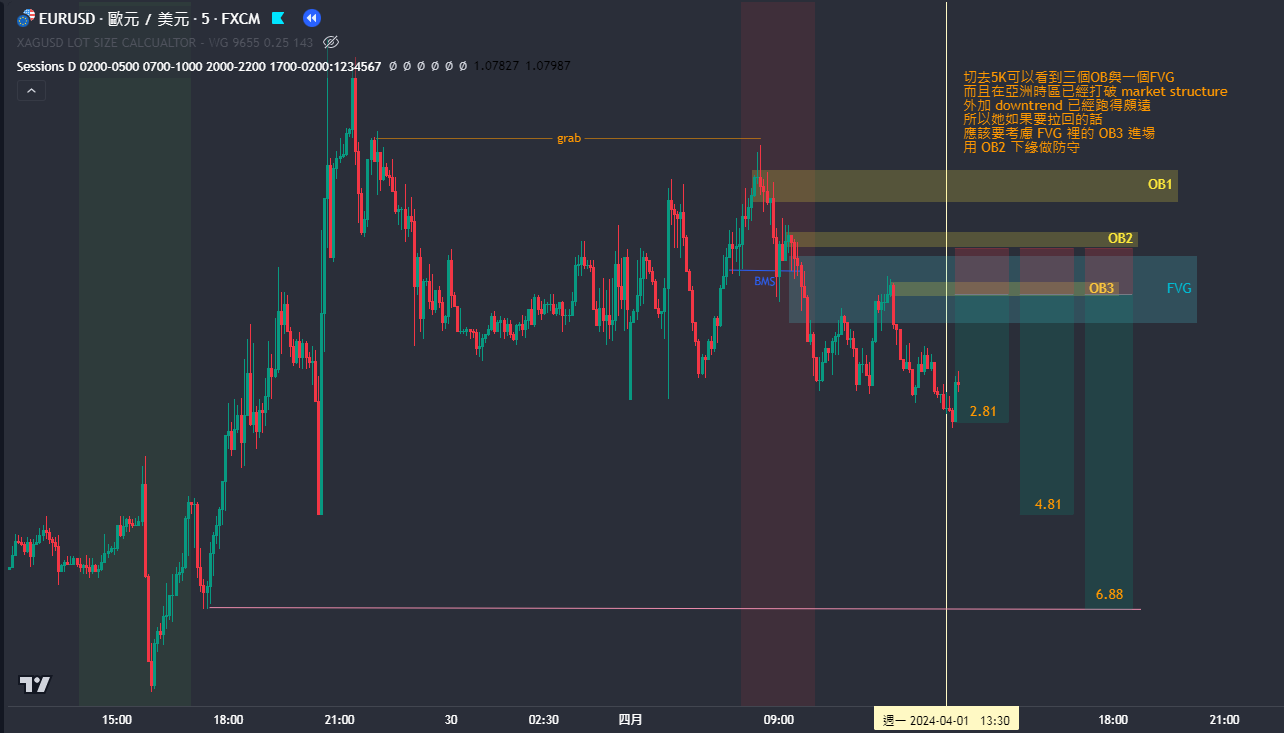 EURUSD · 歐元 / 美元 · 5 · FXCM
XAGUSD LOT SIZE CALCUALTOR - WG 9655 0.25 143
Sessions D 0200-0500 0700-1000 2000-2200 1700-0200:1234567 Ø Ø Ø Ø Ø Ø 1.07827 1.07987
切去5K可以看到三個OB與一個FVG
而且在亞洲時區已經打破 market structure
外加 downtrend 已經跑得頗遠
所以她如果要拉回的話
應該要考慮 FVG 裡的 OB3 進場
用 OB2 下緣做防守
grab
OB1
OB2
BMS
OB3
FVG
2.81
4.81
6.88
15:00 18:00 21:00 30 02:30 四月 09:00 週一 2024-04-01 13:30 18:00 21:00